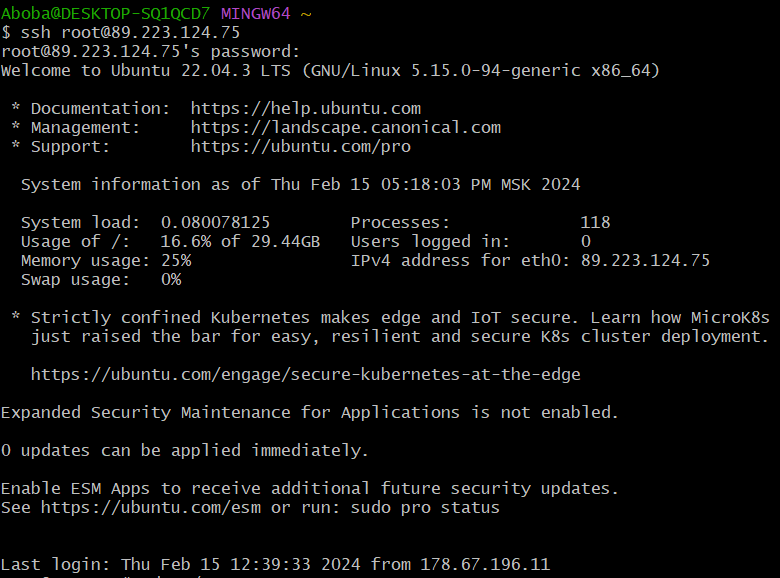 Aboba@DESKTOP-SQ1QCD7 MINGW64 ~
$ ssh root@89.223.124.75
root@89.223.124.75's password:
Welcome to Ubuntu 22.04.3 LTS (GNU/Linux 5.15.0-94-generic x86_64)
* Documentation:  https://help.ubuntu.com
* Management:     https://landscape.canonical.com
* Support:        https://ubuntu.com/pro
System information as of Thu Feb 15 05:18:03 PM MSK 2024
System load:  0.080078125        Processes:             118
Usage of /:   16.6% of 29.44GB   Users logged in:       0
Memory usage: 25%                IPv4 address for eth0: 89.223.124.75
Swap usage:   0%
* Strictly confined Kubernetes makes edge and IoT secure. Learn how MicroK8s
just raised the bar for easy, resilient and secure K8s cluster deployment.
https://ubuntu.com/engage/secure-kubernetes-at-the-edge
Expanded Security Maintenance for Applications is not enabled.
0 updates can be applied immediately.
Enable ESM Apps to receive additional future security updates.
See https://ubuntu.com/esm or run: sudo pro status
Last login: Thu Feb 15 12:39:33 2024 from 178.67.196.11